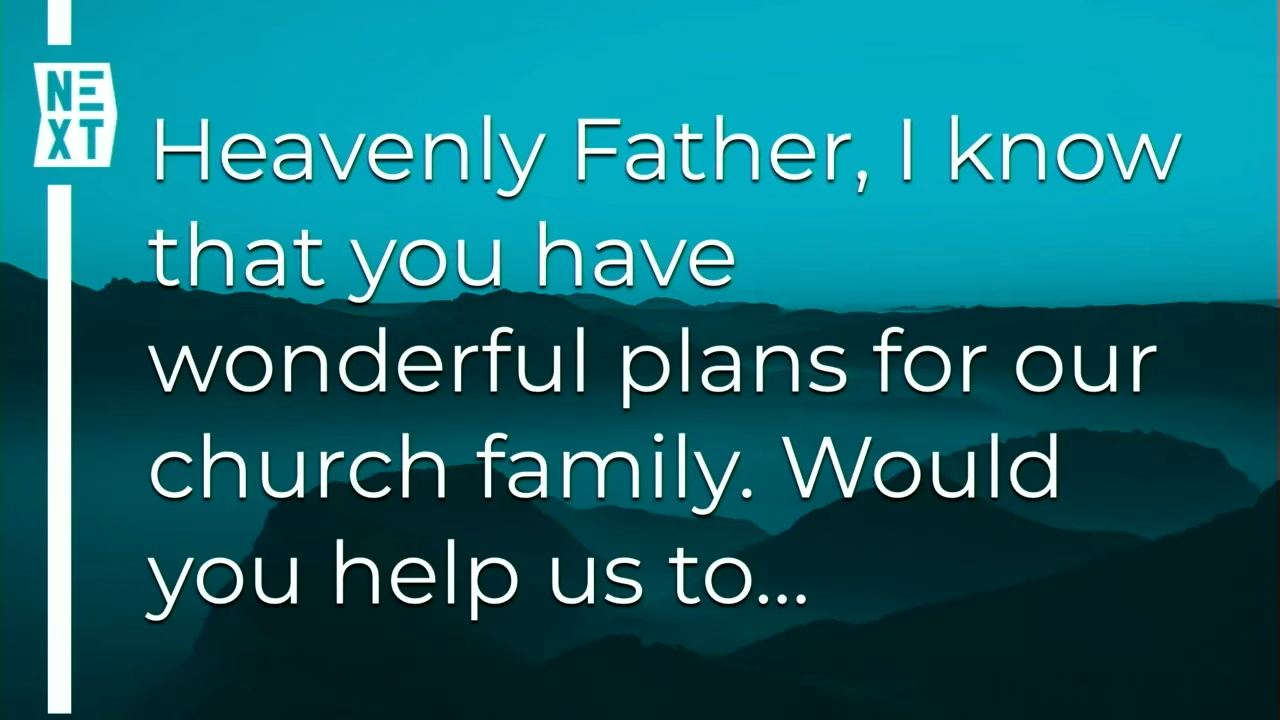 NE
XT
Heavenly Father, I know
that you have
wonderful plans for our
church family. Would
you help us to...